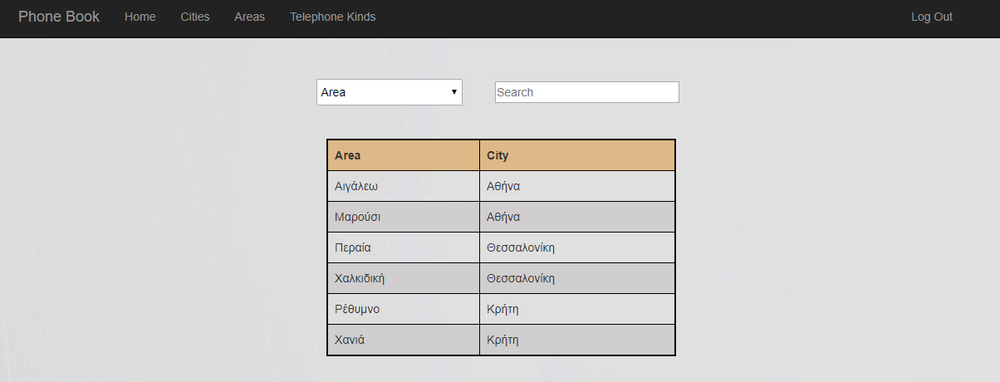 Phone Book Home Cities Areas Telephone Kinds Log Out
Area Search
Area City
Αιγάλεω Αθήνα
Μαρούσι Αθήνα
Περαία Θεσσαλονίκη
Χαλκιδική Θεσσαλονίκη
Ρέθυμνο Κρήτη
Χανιά Κρήτη